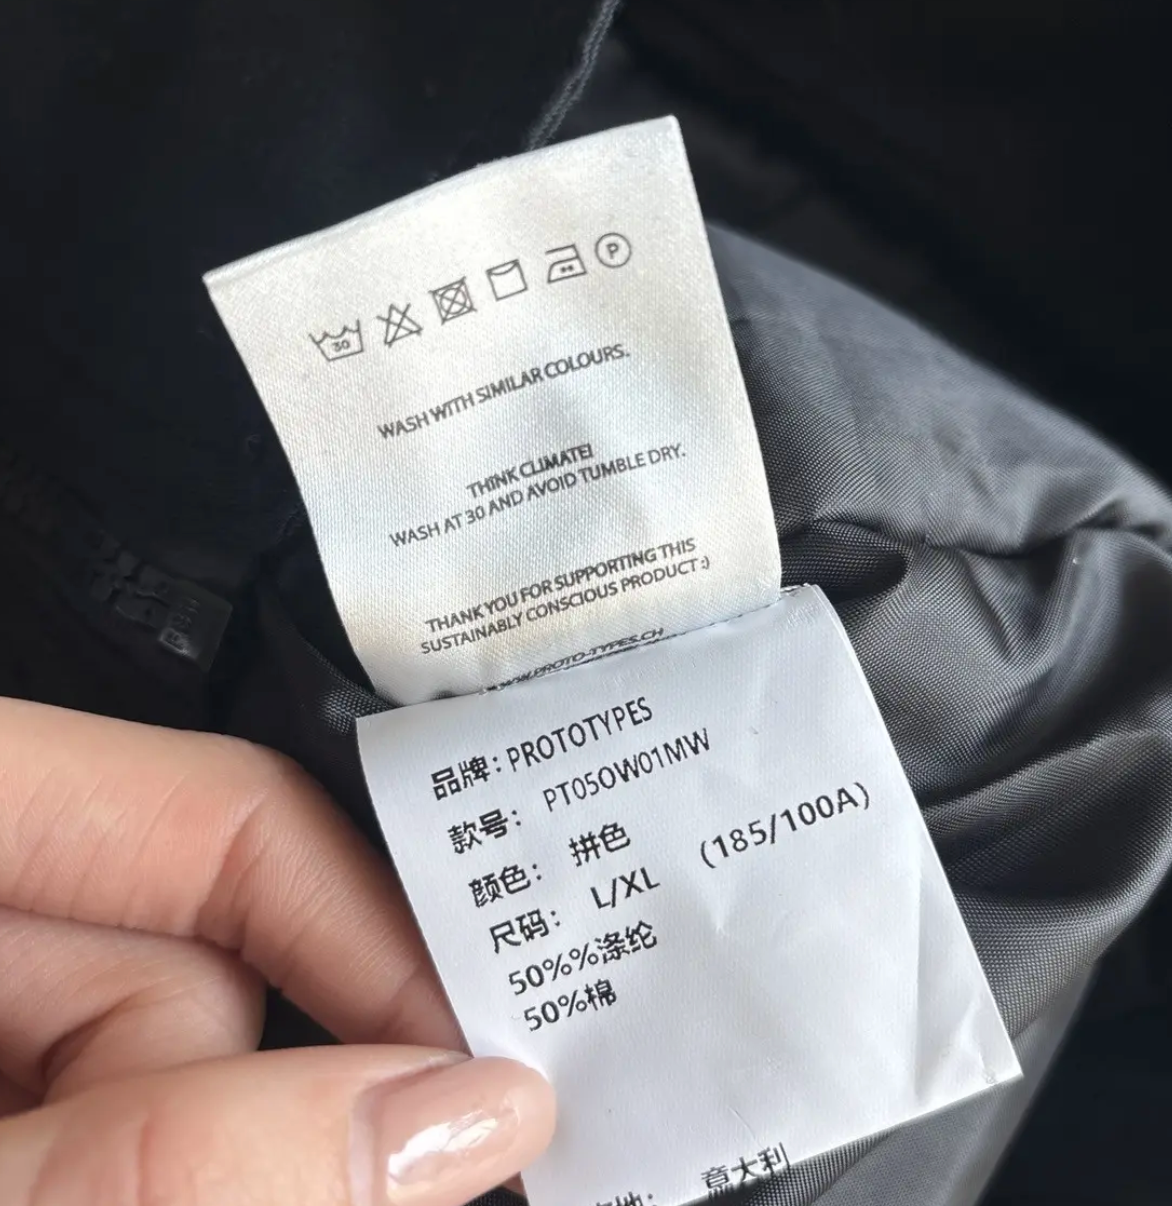 30
P
WASH WITH SIMILAR COLOURS.
THINK CLIMATE!
WASH AT 30 AND AVOID TUMBLE DRY.
THANK YOU FOR SUPPORTING THIS
SUSTAINABLY CONSCIOUS PRODUCT :)
WWW.PROTO-TYPES.CH
品牌：PROTOTYPES
款号： PT05OW01MW
颜色： 拼色
尺码： L/XL (185/100A)
50%%涤纶
50%棉
地： 意大利